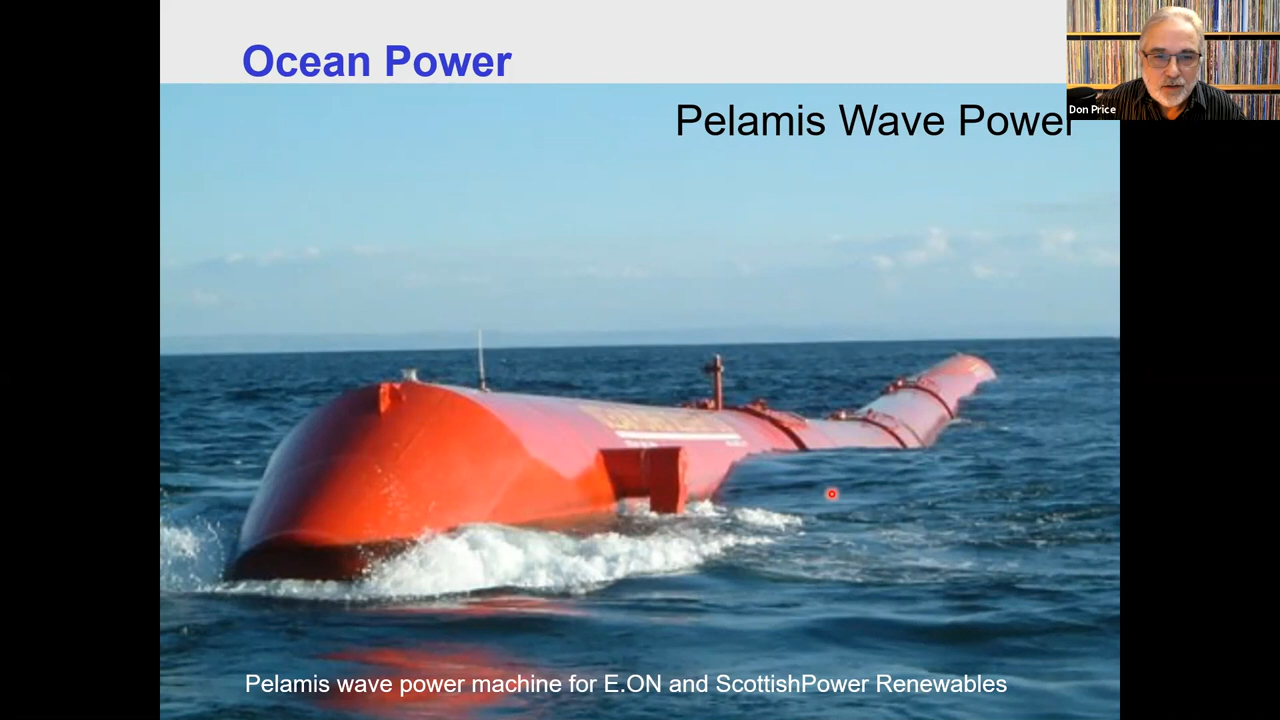 Ocean Power
Pelamis Wave Power
Don Price
Pelamis wave power machine for E.ON and ScottishPower Renewables